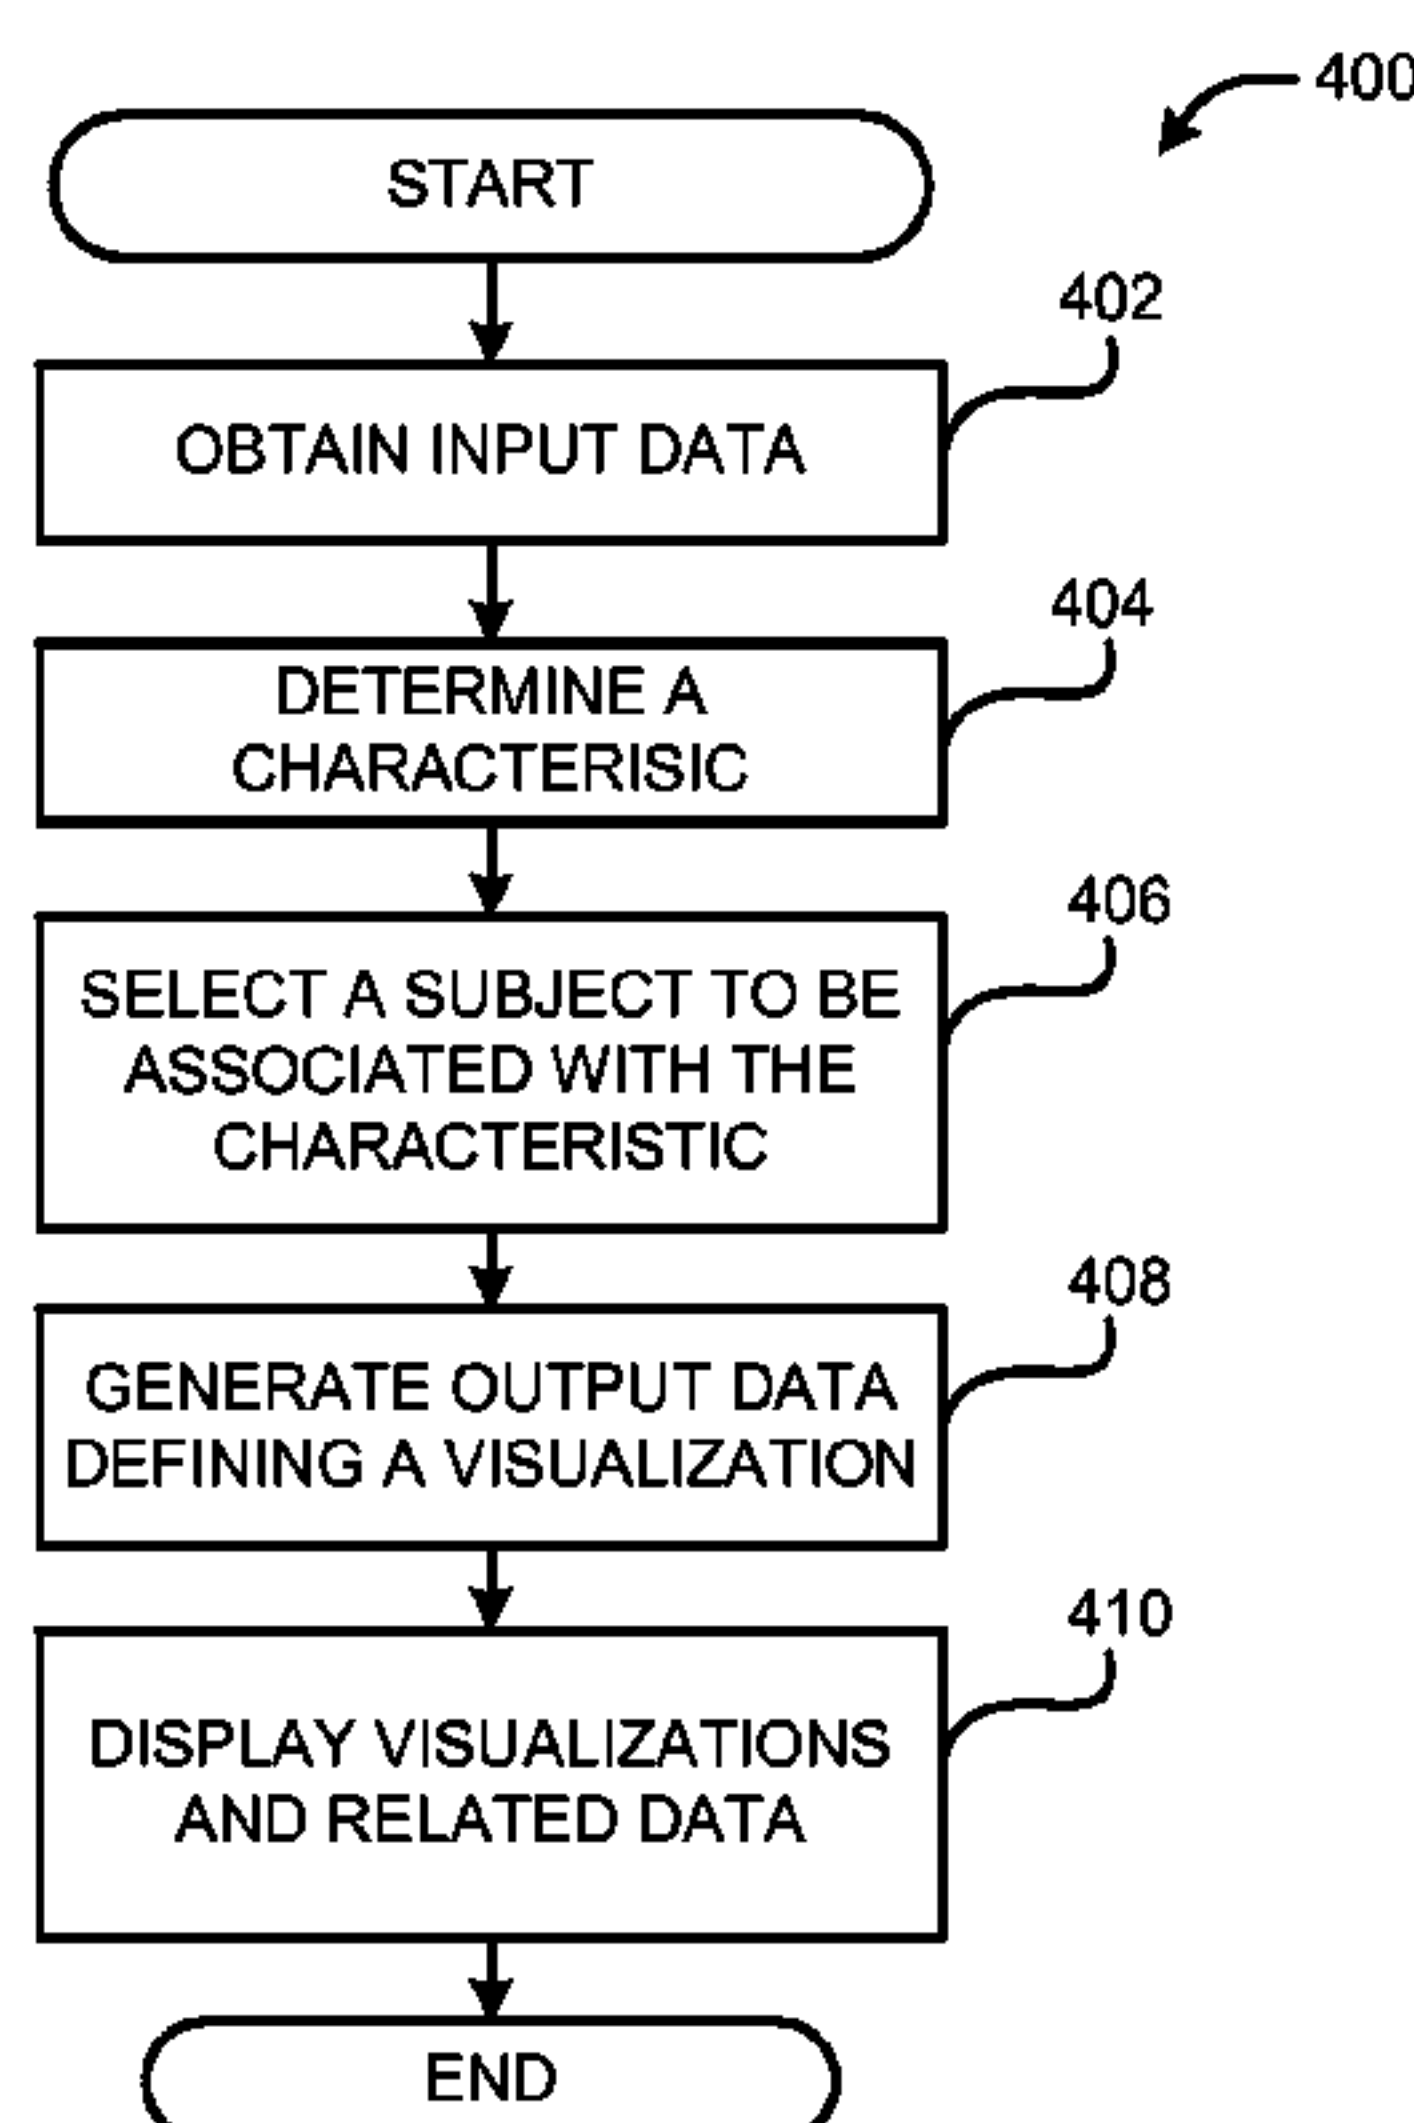 400
START
402
OBTAIN INPUT DATA
404
DETERMINE A
CHARACTERISIC
406
SELECT A SUBJECT TO BE
ASSOCIATED WITH THE
CHARACTERISTIC
408
GENERATE OUTPUT DATA
DEFINING A VISUALIZATION
410
DISPLAY VISUALIZATIONS
AND RELATED DATA
END